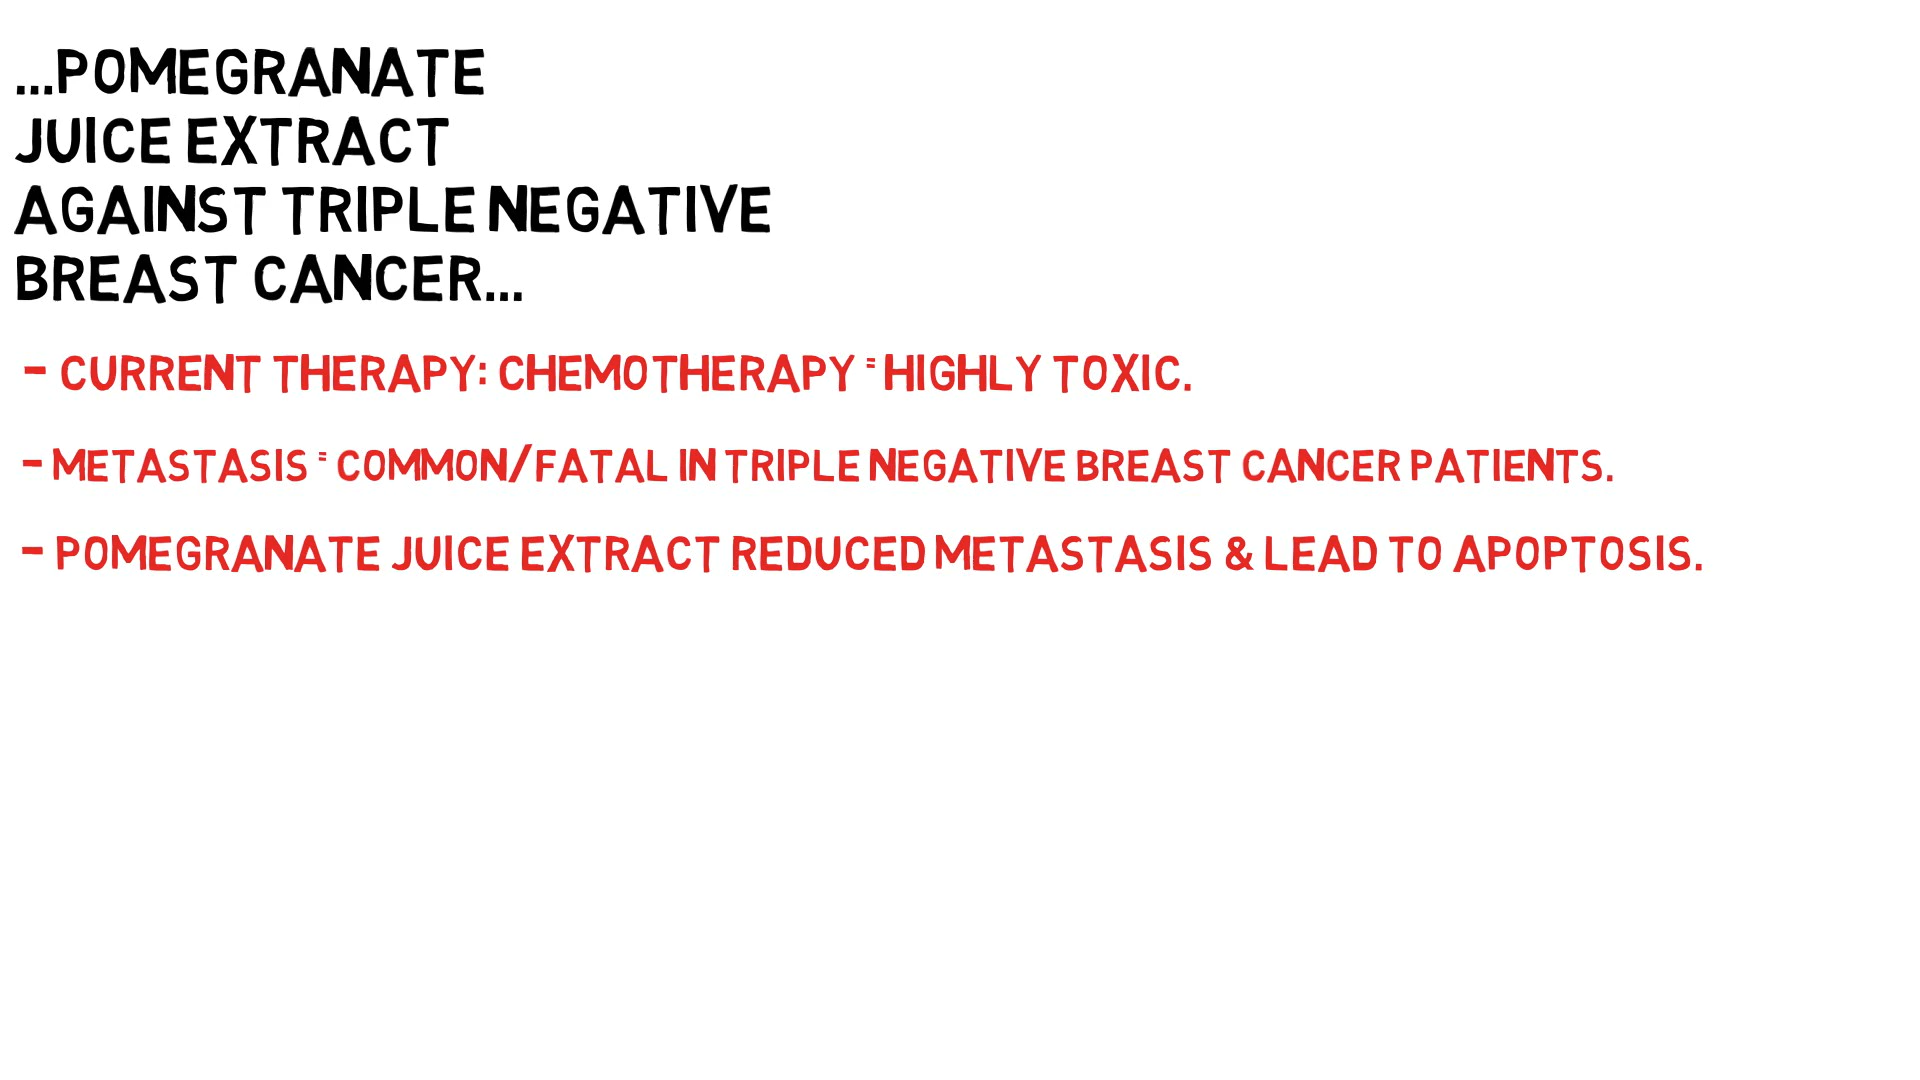 ...POMEGRANATE
JUICE EXTRACT
AGAINST TRIPLE NEGATIVE
BREAST CANCER...
- CURRENT THERAPY: CHEMOTHERAPY = HIGHLY TOXIC.
- METASTASIS = COMMON/FATAL IN TRIPLE NEGATIVE BREAST CANCER PATIENTS.
- POMEGRANATE JUICE EXTRACT REDUCED METASTASIS & LEAD TO APOPTOSIS.